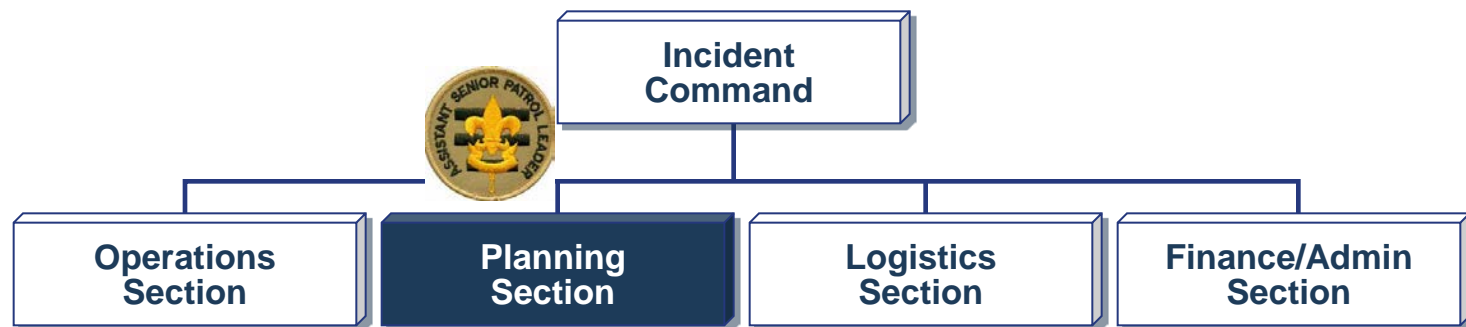 Incident
Command
ASSISTANT SENIOR PATROL LEADER
Operations
Section
Planning
Section
Logistics
Section
Finance/Admin
Section